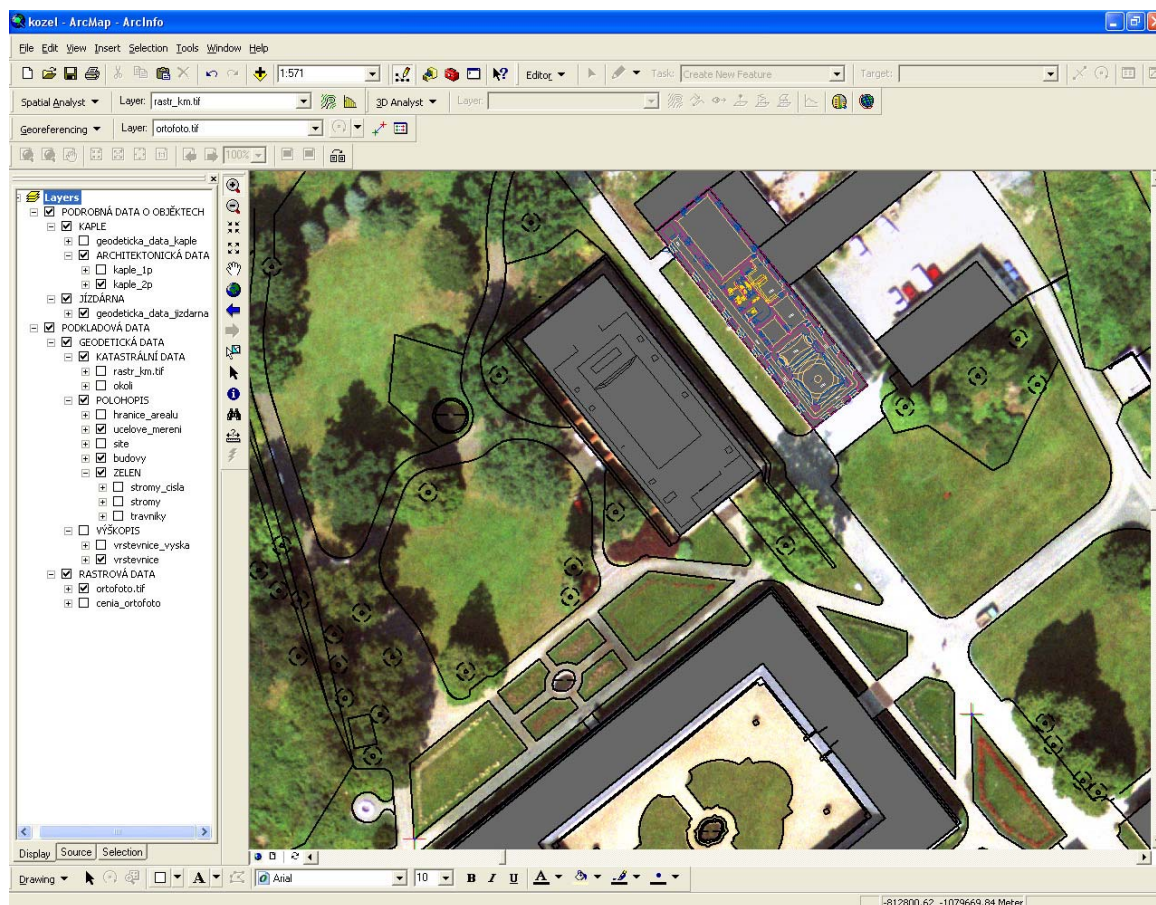 kozel - ArcMap - ArcInfo
File Edit View Insert Selection Tools Window Help
1:571 Editor Task: Create New Feature Target:
Spatial Analyst Layer: rastr_km.tif 3D Analyst Layer:
Georeferencing Layer: ortofoto.tif
100%
Layers
PODROBNÁ DATA O OBJEKTECH
KAPLE
geodeticka_data_kaple
ARCHITEKTONICKÁ DATA
kaple_1p
kaple_2p
JÍZDÁRNA
geodeticka_data_jizdarna
PODKLADOVÁ DATA
GEODETICKÁ DATA
KATASTRÁLNÍ DATA
rastr_km.tif
okoli
POLOHOPIS
hranice_arealu
ucelove_mereni
site
budovy
ZELEN
stromy_cisla
stromy
travniky
VÝŠKOPIS
vrstevnice_vyska
vrstevnice
RASTROVÁ DATA
ortofoto.tif
cenia_ortofoto
Display Source Selection
Drawing A Arial 10 B I U A
-812800,62 -1079669,84 Meter